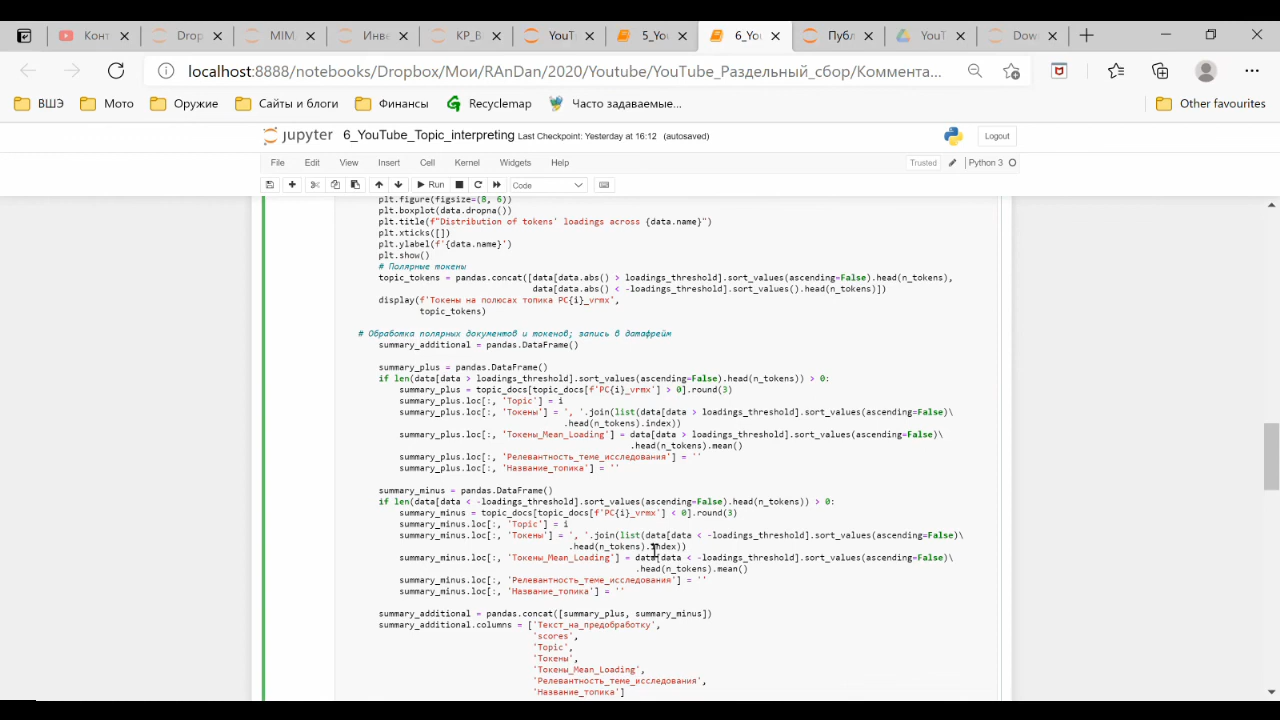 Конт
Drop
MIM
Инве
КР_В
YouT
5_Yo
6_Yo
Публ
YouT
Dow
localhost:8888/notebooks/Dropbox/Мои/RAnDan/2020/Youtube/YouTube_Раздельный_сбор/Коммента...
ВШЭ
Мото
Оружие
Сайты и блоги
Финансы
Recyclemap
Часто задаваемые...
Other favourites
jupyter 6_YouTube_Topic_interpreting Last Checkpoint: Yesterday at 16:12 (autosaved)
Logout
File Edit View Insert Cell Kernel Widgets Help
Trusted
Python 3
Run
Code
plt.figure(figsize=(8, 6))
plt.boxplot(data.dropna())
plt.title(f"Distribution of tokens' loadings across {data.name}")
plt.xticks([])
plt.ylabel(f'{data.name}')
plt.show()
# Полярные токены
topic_tokens = pandas.concat([data[data.abs() > loadings_threshold].sort_values(ascending=False).head(n_tokens),
data[data.abs() < -loadings_threshold].sort_values().head(n_tokens)])
display(f'Токены на полюсах топика PC{i}_vrmx',
topic_tokens)
# Обработка полярных документов и токенов; запись в датафрейм
summary_additional = pandas.DataFrame()
summary_plus = pandas.DataFrame()
if len(data[data > loadings_threshold].sort_values(ascending=False).head(n_tokens)) > 0:
summary_plus = topic_docs[topic_docs[f'PC{i}_vrmx'] > 0].round(3)
summary_plus.loc[:, 'Topic'] = i
summary_plus.loc[:, 'Токены'] = ', '.join(list(data[data > loadings_threshold].sort_values(ascending=False)\
.head(n_tokens).index))
summary_plus.loc[:, 'Токены_Mean_Loading'] = data[data > loadings_threshold].sort_values(ascending=False)\
.head(n_tokens).mean()
summary_plus.loc[:, 'Релевантность_теме_исследования'] = ''
summary_plus.loc[:, 'Название_топика'] = ''
summary_minus = pandas.DataFrame()
if len(data[data < -loadings_threshold].sort_values(ascending=False).head(n_tokens)) > 0:
summary_minus = topic_docs[topic_docs[f'PC{i}_vrmx'] < 0].round(3)
summary_minus.loc[:, 'Topic'] = i
summary_minus.loc[:, 'Токены'] = ', '.join(list(data[data < -loadings_threshold].sort_values(ascending=False)\
.head(n_tokens).index))
summary_minus.loc[:, 'Токены_Mean_Loading'] = data[data < -loadings_threshold].sort_values(ascending=False)\
.head(n_tokens).mean()
summary_minus.loc[:, 'Релевантность_теме_исследования'] = ''
summary_minus.loc[:, 'Название_топика'] = ''
summary_additional = pandas.concat([summary_plus, summary_minus])
summary_additional.columns = ['Текст_на_предобработку',
'scores',
'Topic',
'Токены',
'Токены_Mean_Loading',
'Релевантность_теме_исследования',
'Название_топика']